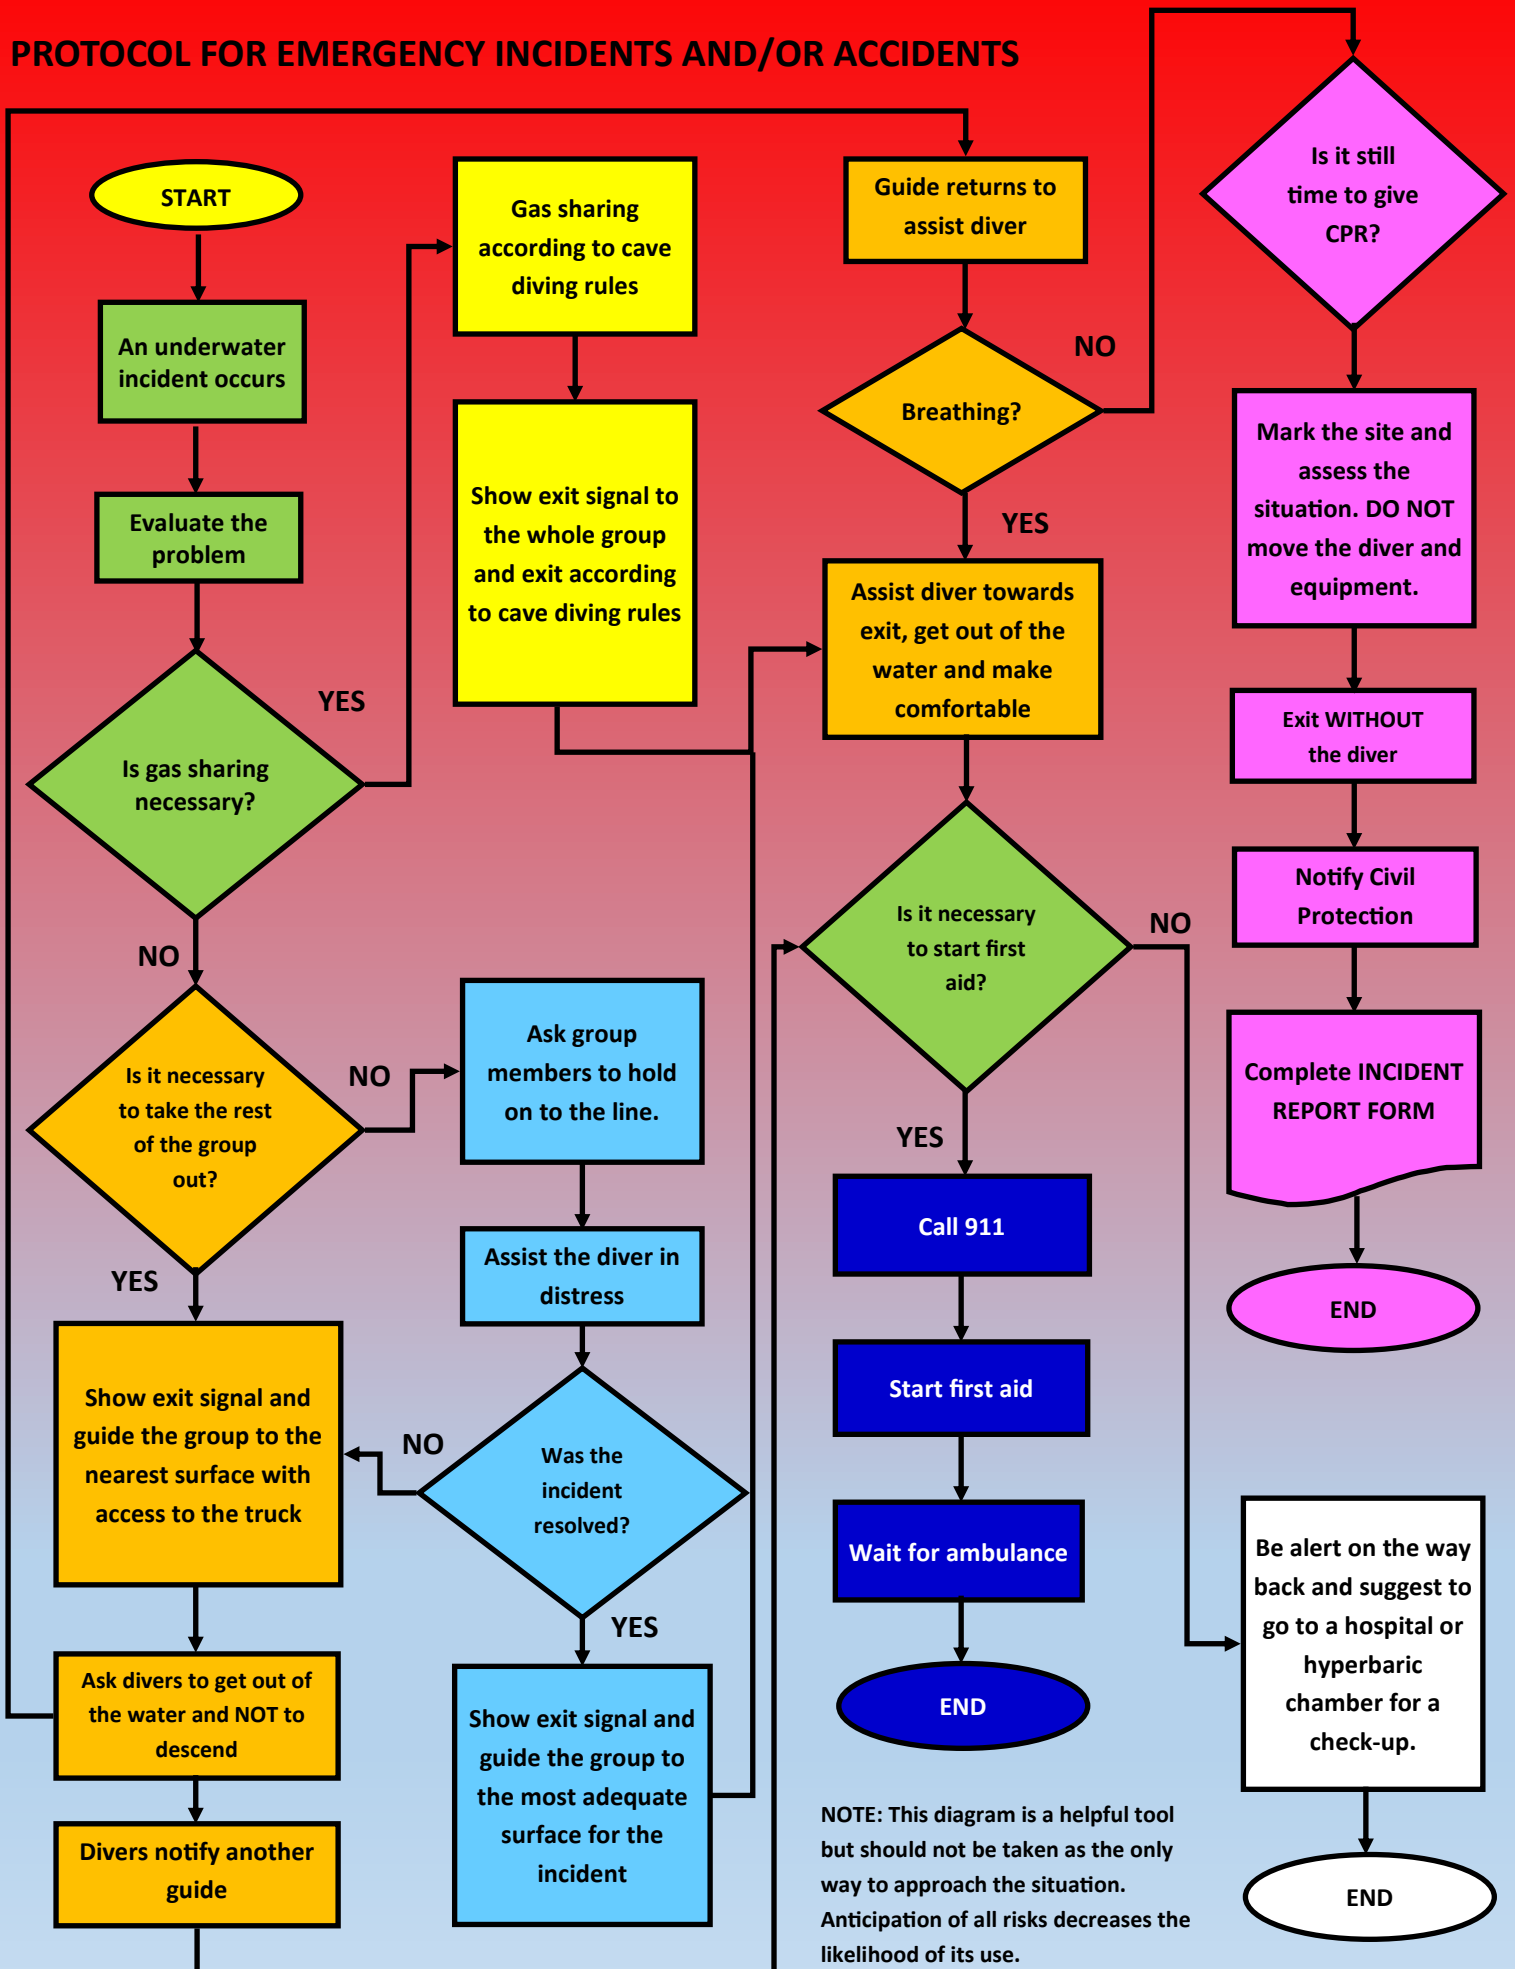 PROTOCOL FOR EMERGENCY INCIDENTS AND/OR ACCIDENTS
START
An underwater
incident occurs
Evaluate the
problem
Is gas sharing
necessary?
YES
NO
Is it necessary
to take the rest
of the group
out?
NO
YES
Show exit signal and
guide the group to the
nearest surface with
access to the truck
Ask divers to get out of
the water and NOT to
descend
Divers notify another
guide
Gas sharing
according to cave
diving rules
Show exit signal to
the whole group
and exit according
to cave diving rules
Ask group
members to hold
on to the line.
Assist the diver in
distress
Was the
incident
resolved?
NO
YES
Show exit signal and
guide the group to
the most adequate
surface for the
incident
Guide returns to
assist diver
Breathing?
NO
YES
Assist diver towards
exit, get out of the
water and make
comfortable
Is it necessary
to start first
aid?
NO
YES
Call 911
Start first aid
Wait for ambulance
END
NOTE: This diagram is a helpful tool
but should not be taken as the only
way to approach the situation.
Anticipation of all risks decreases the
likelihood of its use.
Is it still
time to give
CPR?
Mark the site and
assess the
situation. DO NOT
move the diver and
equipment.
Exit WITHOUT
the diver
Notify Civil
Protection
Complete INCIDENT
REPORT FORM
END
Be alert on the way
back and suggest to
go to a hospital or
hyperbaric
chamber for a
check-up.
END